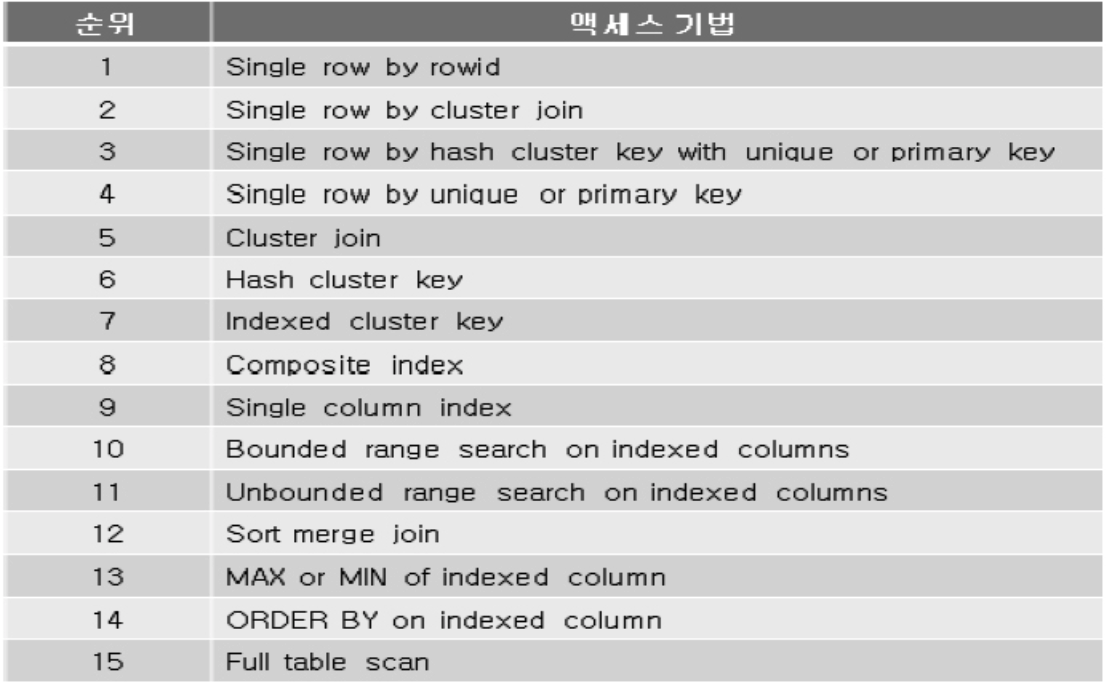 순위 액세스 기법
1 Single row by rowid
2 Single row by cluster join
3 Single row by hash cluster key with unique or primary key
4 Single row by unique or primary key
5 Cluster join
6 Hash cluster key
7 Indexed cluster key
8 Composite index
9 Single column index
10 Bounded range search on indexed columns
11 Unbounded range search on indexed columns
12 Sort merge join
13 MAX or MIN of indexed column
14 ORDER BY on indexed column
15 Full table scan